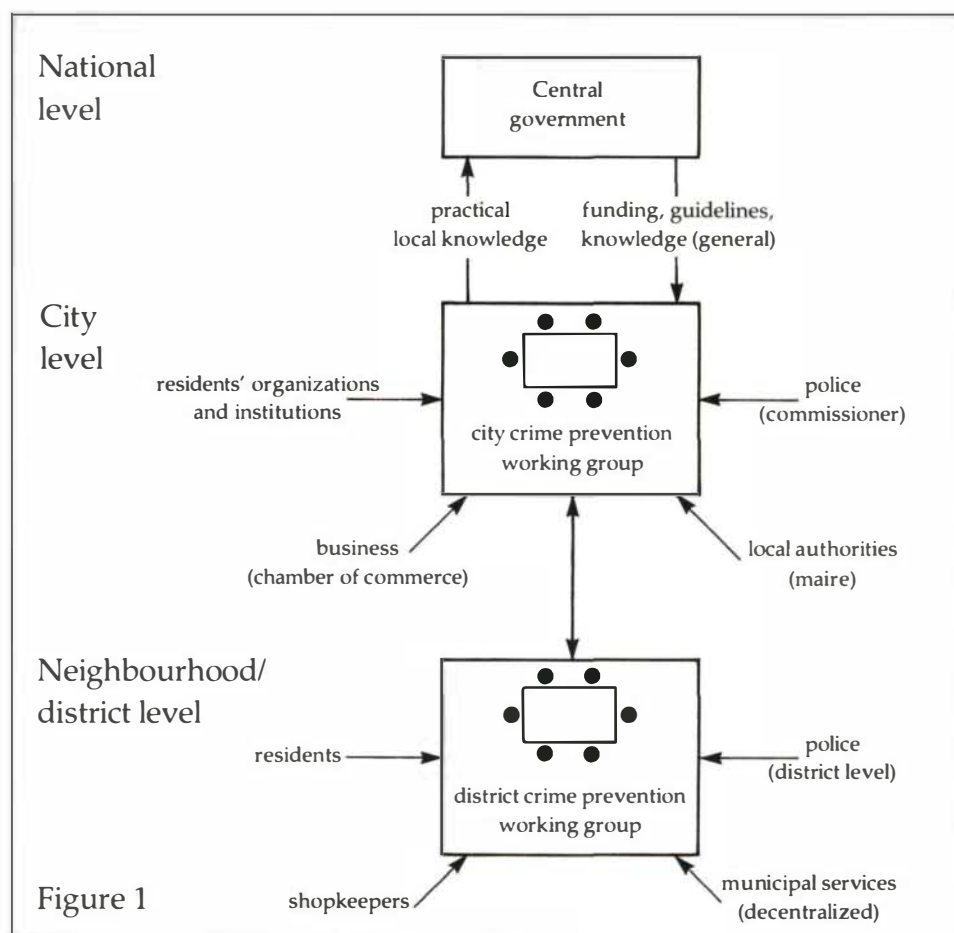 National
level
Central
government
practical
local knowledge
funding, guidelines,
knowledge (general)
City
level
residents' organizations
and institutions
police
(commissioner)
city crime prevention
working group
business
(chamber of commerce)
local authorities
(maire)
Neighbourhood/
district level
residents
police
(district level)
district crime prevention
working group
Figure 1
shopkeepers
municipal services
(decentralized)